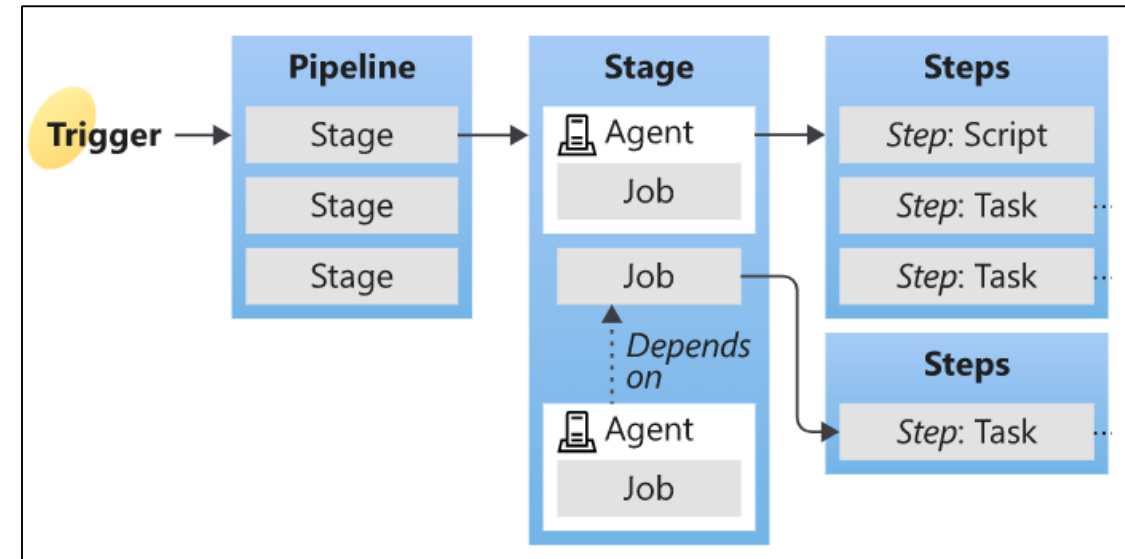 Trigger
Pipeline
Stage
Stage
Stage
Stage
Agent
Job
Job
Depends
on
Agent
Job
Steps
Step: Script
Step: Task
Step: Task
Steps
Step: Task